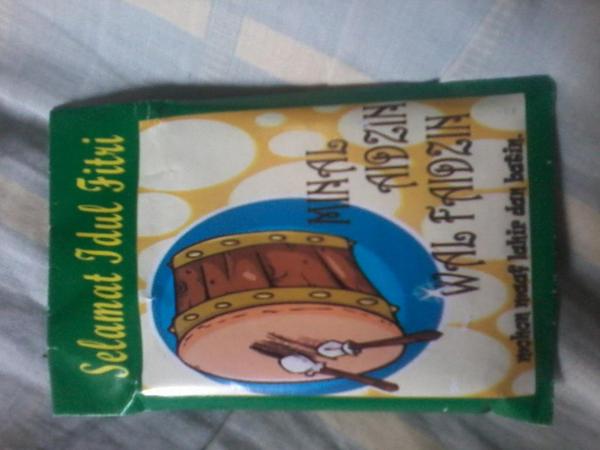 Selamat Idul Fitri
MINAL
AIDZIN
WAL FAIDZIN
mohon maaf lahir dan batin.